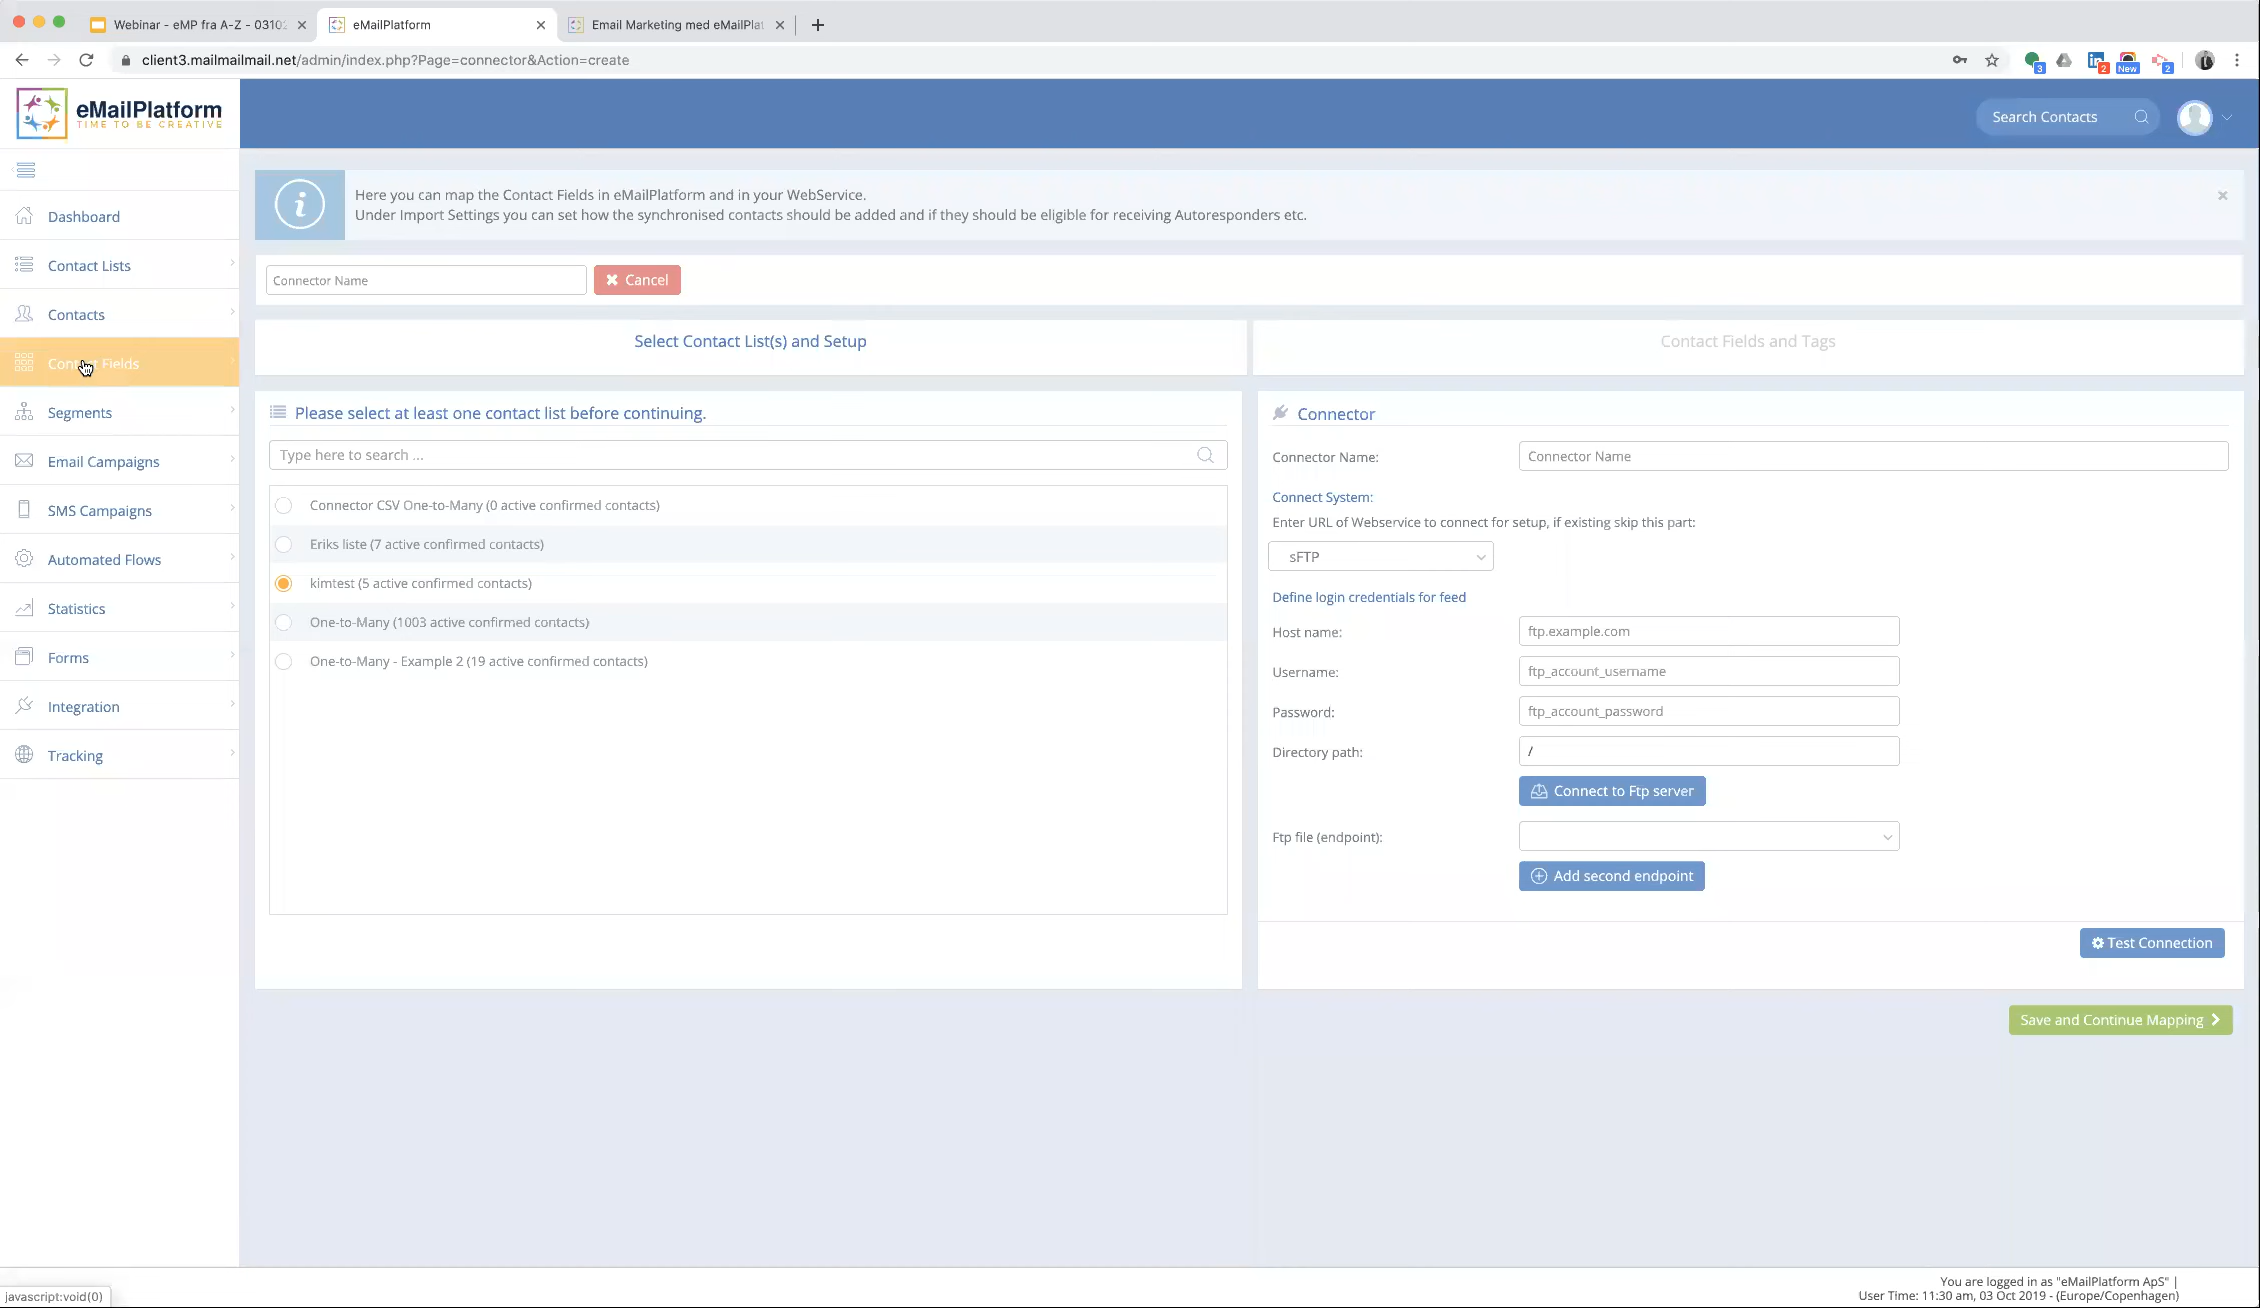 Webinar - eMP fra A-Z - 0310
eMailPlatform
Email Marketing med eMailPlat
client3.mailmailmail.net/admin/index.php?Page=connector&Action=create
3
2
New
2
eMailPlatform
TIME TO BE CREATIVE
Search Contacts
Dashboard
Contact Lists
Contacts
Contact Fields
Segments
Email Campaigns
SMS Campaigns
Automated Flows
Statistics
Forms
Integration
Tracking
Here you can map the Contact Fields in eMailPlatform and in your WebService.
Under Import Settings you can set how the synchronised contacts should be added and if they should be eligible for receiving Autoresponders etc.
Connector Name
Cancel
Select Contact List(s) and Setup
Contact Fields and Tags
Please select at least one contact list before continuing.
Type here to search ...
Connector CSV One-to-Many (0 active confirmed contacts)
Eriks liste (7 active confirmed contacts)
kimtest (5 active confirmed contacts)
One-to-Many (1003 active confirmed contacts)
One-to-Many - Example 2 (19 active confirmed contacts)
Connector
Connector Name:
Connector Name
Connect System:
Enter URL of Webservice to connect for setup, if existing skip this part:
sFTP
Define login credentials for feed
Host name:
ftp.example.com
Username:
ftp_account_username
Password:
ftp_account_password
Directory path:
/
Connect to Ftp server
Ftp file (endpoint):
Add second endpoint
Test Connection
Save and Continue Mapping
You are logged in as "eMailPlatform ApS" |
User Time: 11:30 am, 03 Oct 2019 - (Europe/Copenhagen)
javascript:void(0)